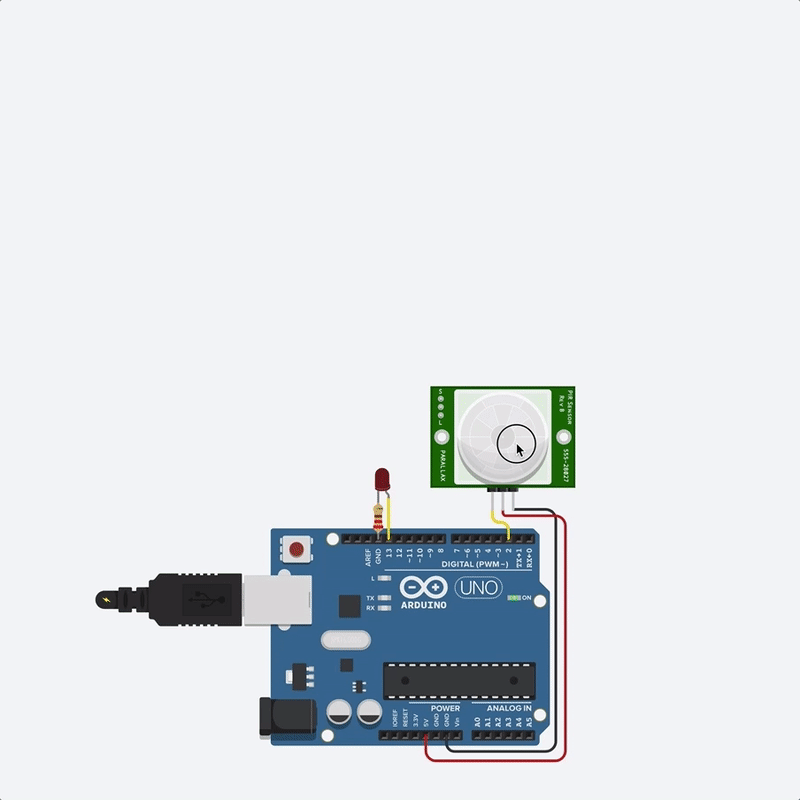 S
L
PARALLAX
PIR SENSOR
Rev B
555-28027
AREF
GND
13
12
~11
~10
~9
8
7
~6
~5
4
~3
2
TX→1
RX←0
DIGITAL (PWM~)
L
TX
RX
ARDUINO
UNO
ON
POWER
ANALOG IN
IOREF
RESET
3.3V
5V
GND
GND
Vin
A0
A1
A2
A3
A4
A5